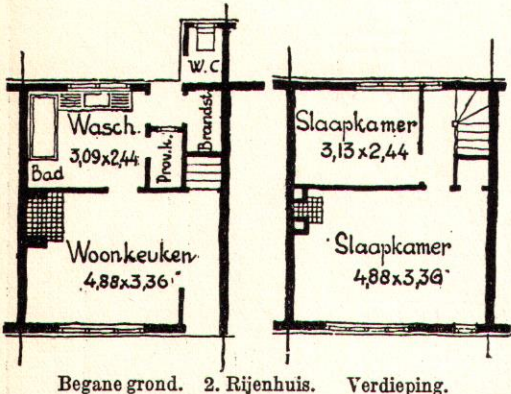 W.C
Wasch.
3,09x2,44
Bad
Prov.k.
Brandst.
Woonkeuken
4,88x3,36
Slaapkamer
3,13x2,44
Slaapkamer
4,88x3,36
Begane grond. 2. Rijenhuis. Verdieping.